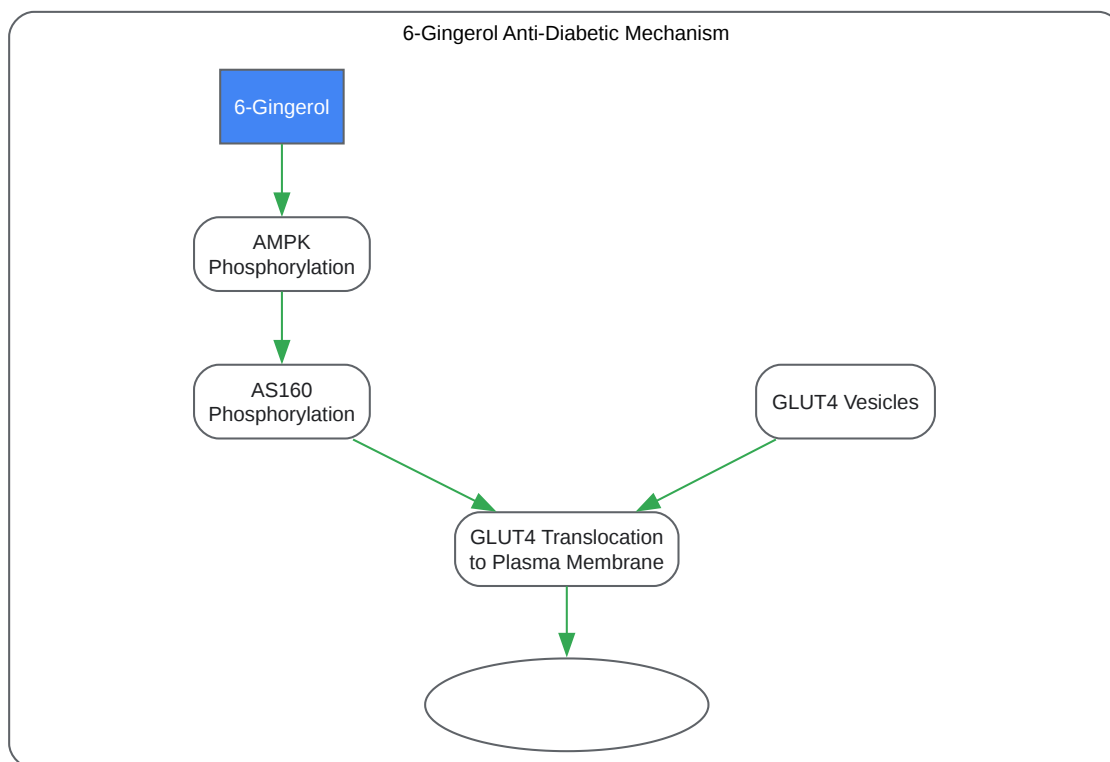 6-Gingerol Anti-Diabetic Mechanism
6-Gingerol
AMPK
Phosphorylation
AS160
Phosphorylation
GLUT4 Vesicles
GLUT4 Translocation
to Plasma Membrane